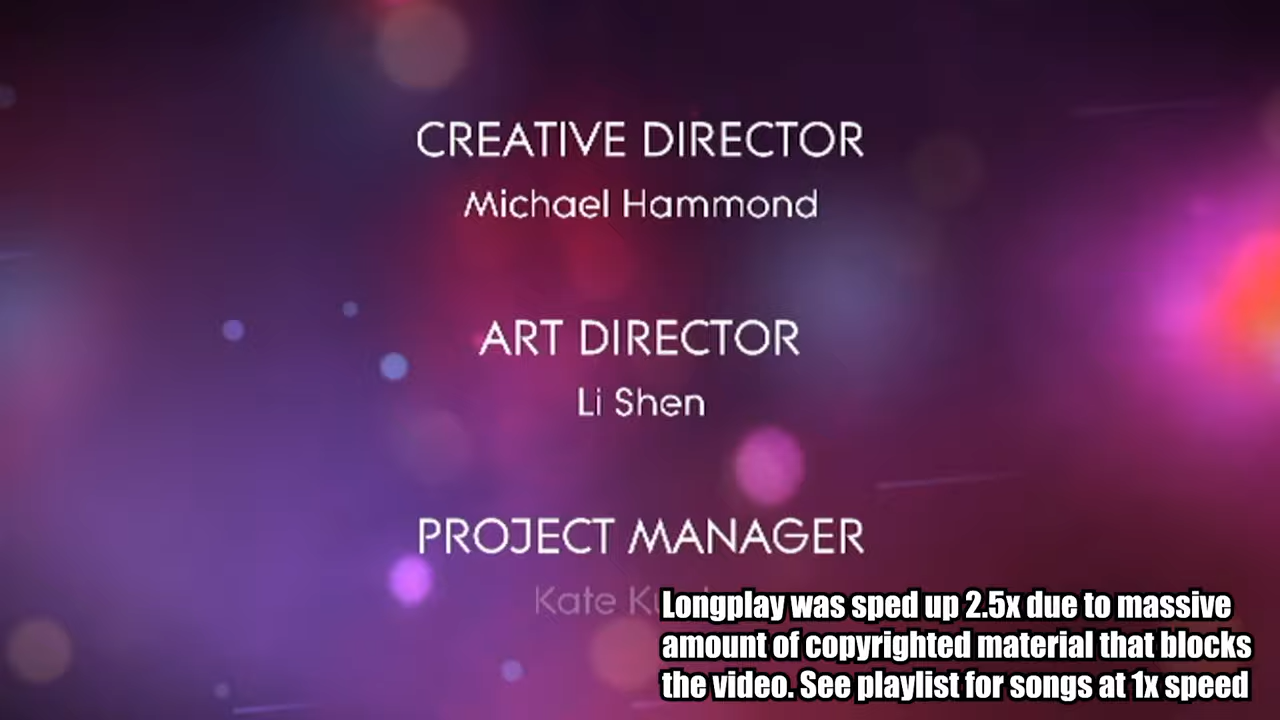 CREATIVE DIRECTOR
Michael Hammond
ART DIRECTOR
Li Shen
PROJECT MANAGER
Kate
Longplay was sped up 2.5x due to massive
amount of copyrighted material that blocks
the video. See playlist for songs at 1x speed